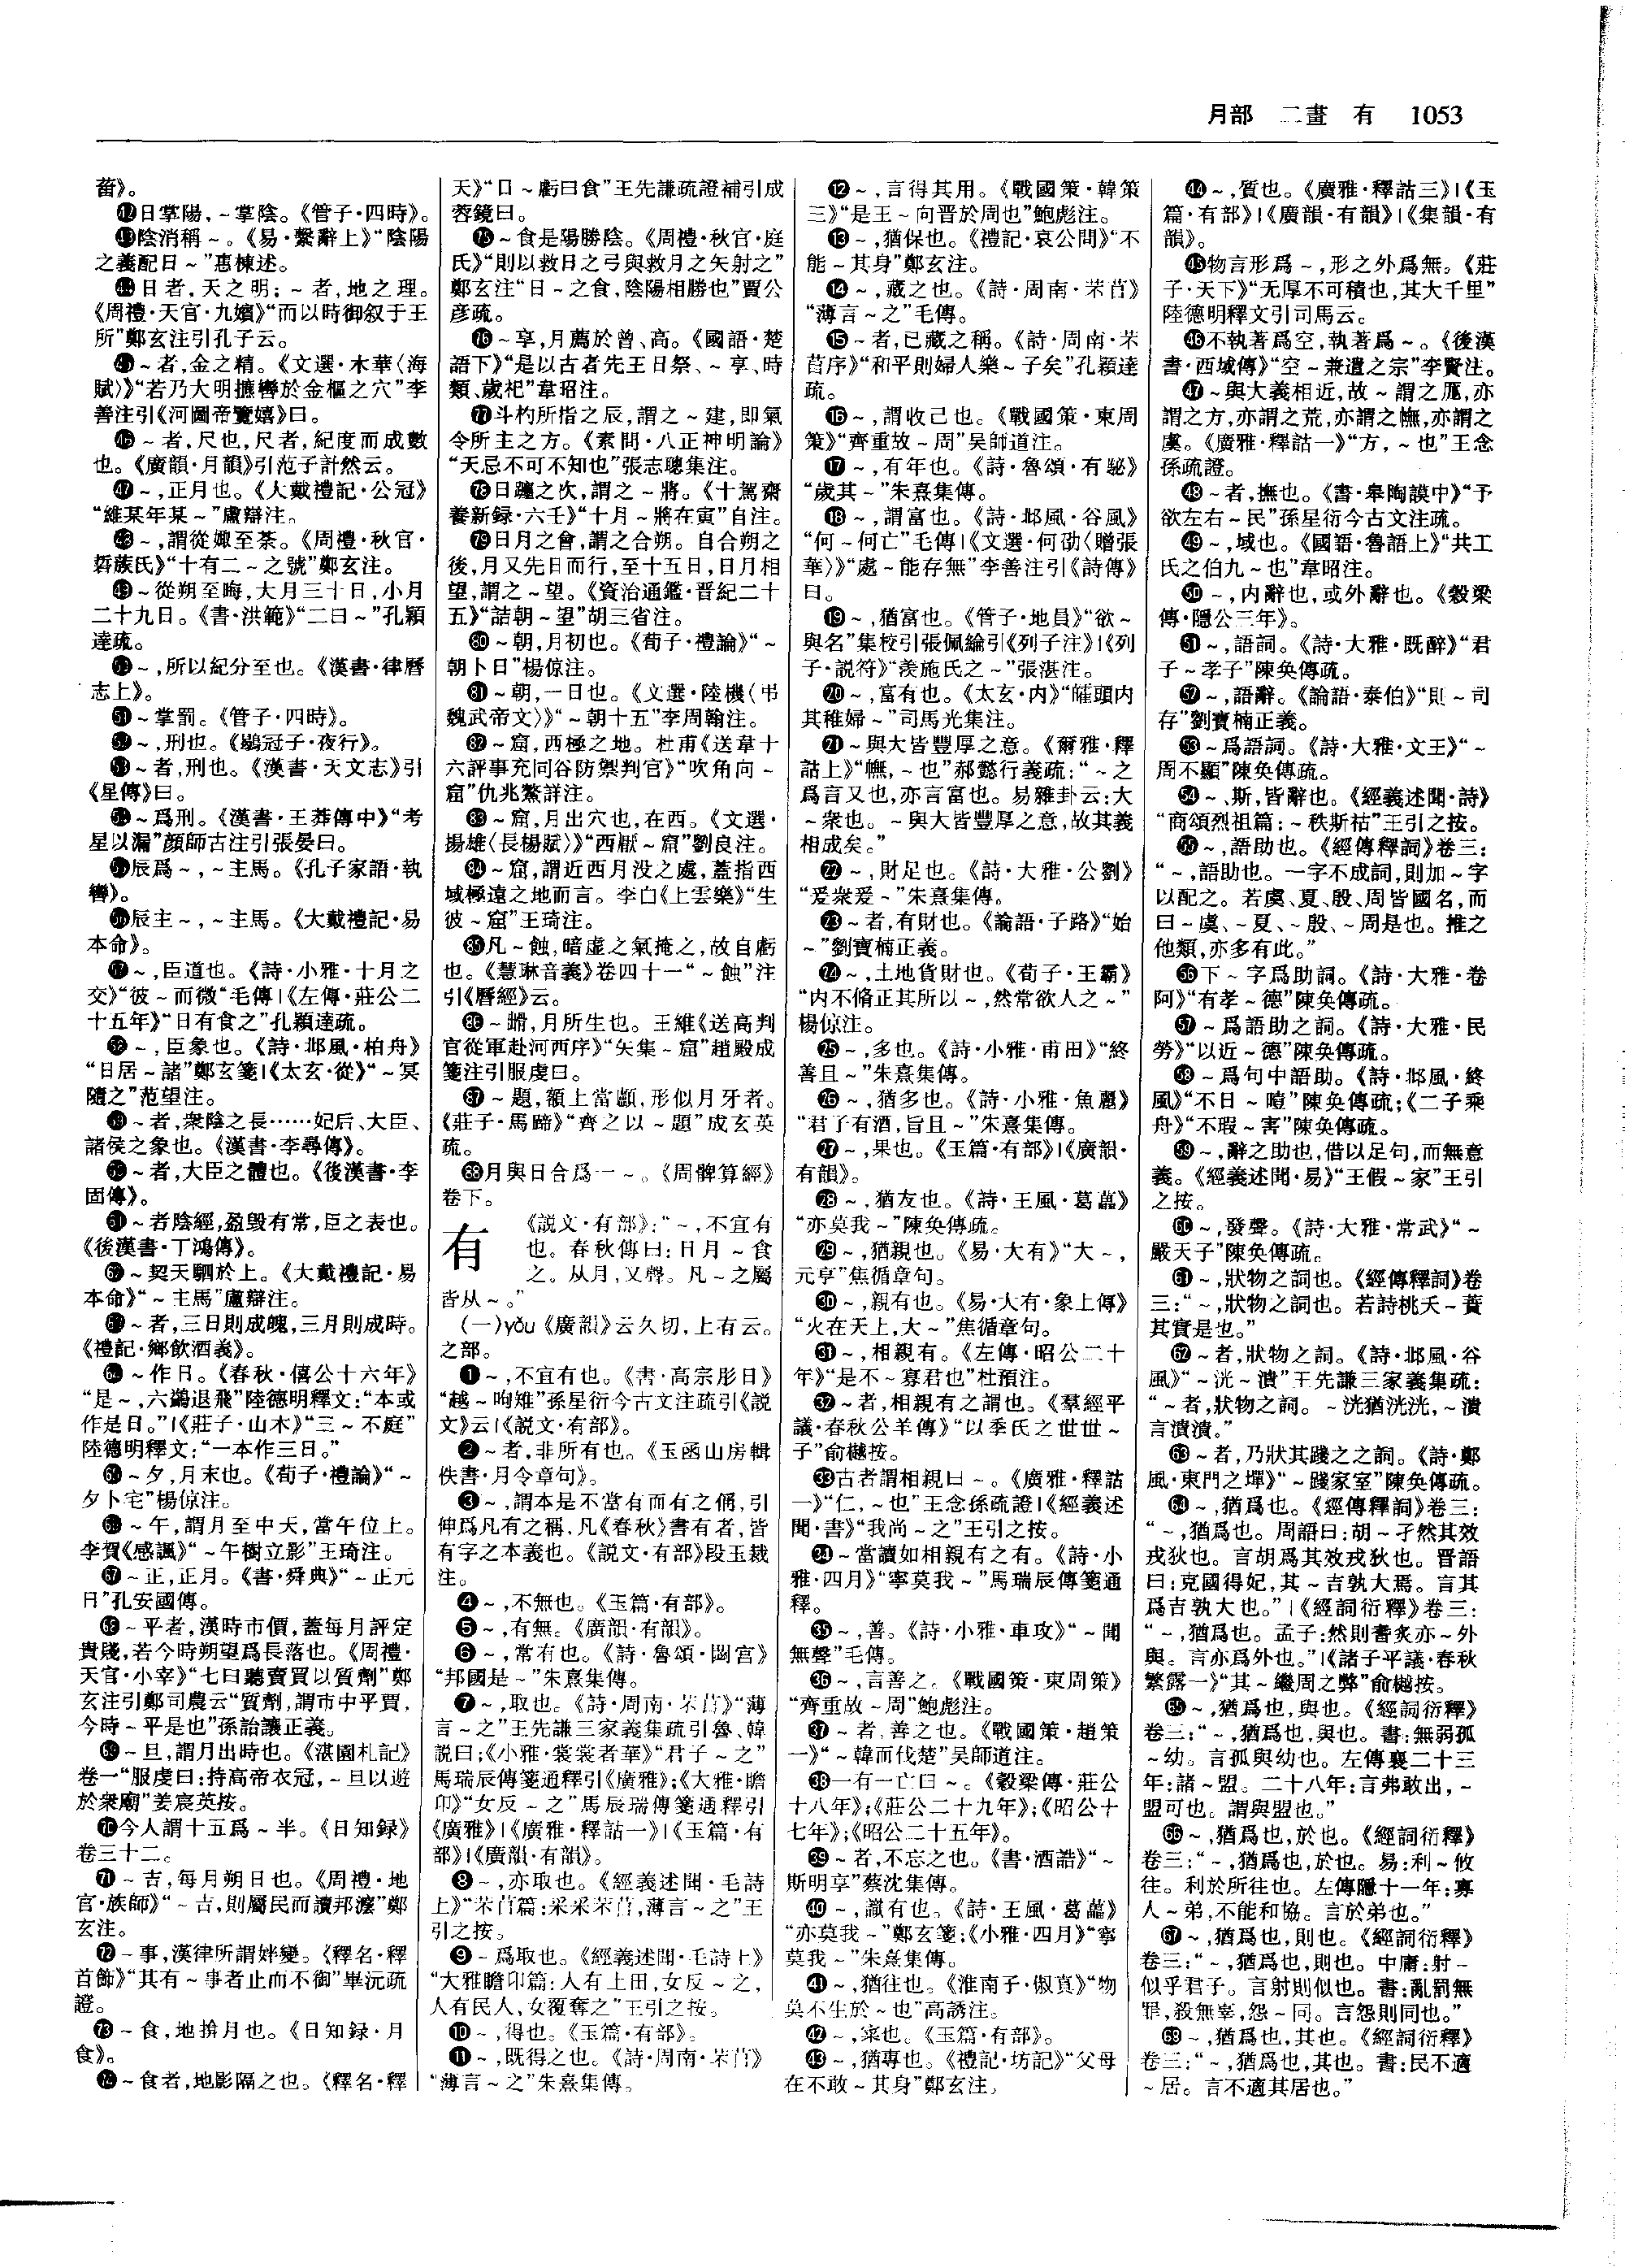 月部 二畫 有 1053
菩》。
㊷日掌陽,~掌陰。《管子·四時》。
㊸陰消稱~。《易·繫辭上》“陰陽
之義配日~”惠棟述。
㊹日者,天之明;~者,地之理。
《周禮·天官·九嬪》“而以時御叙于王
所”鄭玄注引孔子云。
㊺~者,金之精。《文選·木華〈海
賦〉》“若乃大明摭轡於金樞之穴”李
善注引《河圖帝覽嬉》曰。
㊻~者,尺也,尺者,紀度而成數
也。《廣韻·月韻》引范子計然云。
㊼~,正月也。《大戴禮記·公冠》
“維某年某~”盧辯注。
㊽~,謂從娵至荼。《周禮·秋官·
硩蔟氏》“十有二~之號”鄭玄注。
㊾~從朔至晦,大月三十日,小月
二十九日。《書·洪範》“二曰~”孔穎
達疏。
㊿~,所以紀分至也。《漢書·律曆
志上》。
51~掌罰。《管子·四時》。
52~,刑也。《鶡冠子·夜行》。
53~者,刑也。《漢書·天文志》引
《星傳》曰。
54~爲刑。《漢書·王莽傳中》“考
星以漏”顔師古注引張晏曰。
55辰爲~,~主馬。《孔子家語·執
轡》。
56辰主~,~主馬。《大戴禮記·易
本命》。
57~,臣道也。《詩·小雅·十月之
交》“彼~而微”毛傳|《左傳·莊公二
十五年》“日有食之”孔穎達疏。
58~,臣象也。《詩·邶風·柏舟》
“日居~諸”鄭玄箋|《太玄·從》“~冥
隨之”范望注。
59~者,衆陰之長……妃后、大臣、
諸侯之象也。《漢書·李尋傳》。
60~者,大臣之體也。《後漢書·李
固傳》。
61~者陰經,盈毁有常,臣之表也。
《後漢書·丁鴻傳》。
62~契天駟於上。《大戴禮記·易
本命》“~主馬”盧辯注。
63~者,三日則成魄,三月則成時。
《禮記·鄉飲酒義》。
64~作日。《春秋·僖公十六年》
“是~,六鷁退飛”陸德明釋文:“本或
作是日。”|《莊子·山木》“三~不庭”
陸德明釋文:“一本作三日。”
65~夕,月末也。《荀子·禮論》“~
夕卜宅”楊倞注。
66~午,謂月至中天,當午位上。
李賀《感諷》“~午樹立影”王琦注。
67~正,正月。《書·舜典》“~正元
日”孔安國傳。
68~平者,漢時市價,蓋每月評定
貴賤,若今時朔望爲長落也。《周禮·
天官·小宰》“七曰聽賣買以質劑”鄭
玄注引鄭司農云“質劑,謂市中平賈,
今時~平是也”孫詒讓正義。
69~旦,謂月出時也。《湛園札記》
卷一“服虔曰:持高帝衣冠,~旦以遊
於衆廟”姜宸英按。
70今人謂十五爲~半。《日知録》
卷三十二。
71~吉,每月朔日也。《周禮·地
官·族師》“~吉,則屬民而讀邦灋”鄭
玄注。
72~事,漢律所謂姅變。《釋名·釋
首飾》“其有~事者止而不御”畢沅疏
證。
73~食,地揜月也。《日知録·月
食》。
74~食者,地影隔之也。《釋名·釋
天》“日~虧曰食”王先謙疏證補引成
蓉鏡曰。
75~食是陽勝陰。《周禮·秋官·庭
氏》“則以救日之弓與救月之矢射之”
鄭玄注“日~之食,陰陽相勝也”賈公
彦疏。
76~享,月薦於曾、高。《國語·楚
語下》“是以古者先王日祭、~享、時
類、歲祀”韋昭注。
77斗杓所指之辰,謂之~建,即氣
令所主之方。《素問·八正神明論》
“天忌不可不知也”張志聰集注。
78日躔之次,謂之~將。《十駕齋
養新録·六壬》“十月~將在寅”自注。
79日月之會,謂之合朔。自合朔之
後,月又先日而行,至十五日,日月相
望,謂之~望。《資治通鑑·晋紀二十
五》“詰朝~望”胡三省注。
80~朝,月初也。《荀子·禮論》“~
朝卜日”楊倞注。
81~朝,一日也。《文選·陸機〈弔
魏武帝文〉》“~朝十五”李周翰注。
82~窟,西極之地。杜甫《送韋十
六評事充同谷防禦判官》“吹角向~
窟”仇兆鰲詳注。
83~窟,月出穴也,在西。《文選·
揚雄〈長楊賦〉》“西厭~窟”劉良注。
84~窟,謂近西月没之處,蓋指西
域極遠之地而言。李白《上雲樂》“生
彼~窟”王琦注。
85凡~蝕,暗虚之氣掩之,故自虧
也。《慧琳音義》卷四十一“~蝕”注
引《曆經》云。
86~㟚,月所生也。王維《送高判
官從軍赴河西序》“矢集~窟”趙殿成
箋注引服虔曰。
87~題,額上當顱,形似月牙者。
《莊子·馬蹄》“齊之以~題”成玄英
疏。
88月與日合爲一~。《周髀算經》
卷下。
有 《説文·有部》:“~,不宜有
也。春秋傳曰:日月~食
之。从月,又聲。凡~之屬
皆从~。”
(一)yǒu《廣韻》云久切,上有云。
之部。
❶~,不宜有也。《書·高宗肜日》
“越~呴雉”孫星衍今古文注疏引《説
文》云|《説文·有部》。
❷~者,非所有也。《玉函山房輯
佚書·月令章句》。
❸~,謂本是不當有而有之偁,引
伸爲凡有之稱,凡《春秋》書有者,皆
有字之本義也。《説文·有部》段玉裁
注。
❹~,不無也。《玉篇·有部》。
❺~,有無。《廣韻·有韻》。
❻~,常有也。《詩·魯頌·閟宫》
“邦國是~”朱熹集傳。
❼~,取也。《詩·周南·芣苢》“薄
言~之”王先謙三家義集疏引魯、韓
説曰;《小雅·裳裳者華》“君子~之”
馬瑞辰傳箋通釋引《廣雅》;《大雅·瞻
卬》“女反~之”馬辰瑞傳箋通釋引
《廣雅》|《廣雅·釋詁一》|《玉篇·有
部》|《廣韻·有韻》。
❽~,亦取也。《經義述聞·毛詩
上》“芣苢篇:采采芣苢,薄言~之”王
引之按。
❾~爲取也。《經義述聞·毛詩上》
“大雅瞻卬篇:人有土田,女反~之,
人有民人,女覆奪之”王引之按。
❿~,得也。《玉篇·有部》。
⓫~,既得之也。《詩·周南·芣苢》
“薄言~之”朱熹集傳。
⓬~,言得其用。《戰國策·韓策
三》“是王~向晉於周也”鮑彪注。
⓭~,猶保也。《禮記·哀公問》“不
能~其身”鄭玄注。
⓮~,藏之也。《詩·周南·芣苢》
“薄言~之”毛傳。
⓯~者,已藏之稱。《詩·周南·芣
苢序》“和平則婦人樂~子矣”孔穎達
疏。
⓰~,謂收己也。《戰國策·東周
策》“齊重故~周”吴師道注。
⓱~,有年也。《詩·魯頌·有駜》
“歲其~”朱熹集傳。
⓲~,謂富也。《詩·邶風·谷風》
“何~何亡”毛傳|《文選·何劭〈贈張
華〉》“處~能存無”李善注引《詩傳》
曰。
⓳~,猶富也。《管子·地員》“欲~
與名”集校引張佩綸引《列子注》|《列
子·説符》“羨施氏之~”張湛注。
⓴~,富有也。《太玄·内》“䧹頭内
其稚婦~”司馬光集注。
21~與大皆豐厚之意。《爾雅·釋
詁上》“幠,~也”郝懿行義疏:“~之
爲言又也,亦言富也。易雜卦云:大
~衆也。~與大皆豐厚之意,故其義
相成矣。”
22~,財足也。《詩·大雅·公劉》
“爰衆爰~”朱熹集傳。
23~者,有財也。《論語·子路》“始
~”劉寶楠正義。
24~,土地貨財也。《荀子·王霸》
“内不脩正其所以~,然常欲人之~”
楊倞注。
25~,多也。《詩·小雅·甫田》“終
善且~”朱熹集傳。
26~,猶多也。《詩·小雅·魚麗》
“君子有酒,旨且~”朱熹集傳。
27~,果也。《玉篇·有部》|《廣韻·
有韻》。
28~,猶友也。《詩·王風·葛藟》
“亦莫我~”陳奂傳疏。
29~,猶親也。《易·大有》“大~,
元亨”焦循章句。
30~,親有也。《易·大有·象上傳》
“火在天上,大~”焦循章句。
31~,相親有。《左傳·昭公二十
年》“是不~寡君也”杜預注。
32~者,相親有之謂也。《羣經平
議·春秋公羊傳》“以季氏之世世~
子”俞樾按。
33古者謂相親曰~。《廣雅·釋詁
一》“仁,~也”王念孫疏證|《經義述
聞·書》“我尚~之”王引之按。
34~當讀如相親有之有。《詩·小
雅·四月》“寧莫我~”馬瑞辰傳箋通
釋。
35~,善。《詩·小雅·車攻》“~聞
無聲”毛傳。
36~,言善之。《戰國策·東周策》
“齊重故~周”鮑彪注。
37~者,善之也。《戰國策·趙策
一》“~韓而伐楚”吴師道注。
38一有一亡曰~。《穀梁傳·莊公
十八年》;《莊公二十九年》;《昭公十
七年》;《昭公二十五年》。
39~者,不忘之也。《書·酒誥》“~
斯明享”蔡沈集傳。
40~,識有也。《詩·王風·葛藟》
“亦莫我~”鄭玄箋;《小雅·四月》“寧
莫我~”朱熹集傳。
41~,猶往也。《淮南子·俶真》“物
莫不生於~也”高誘注。
42~,寀也。《玉篇·有部》。
43~,猶專也。《禮記·坊記》“父母
在不敢~其身”鄭玄注。
44~,質也。《廣雅·釋詁三》|《玉
篇·有部》|《廣韻·有韻》|《集韻·有
韻》。
45物言形爲~,形之外爲無。《莊
子·天下》“无厚不可積也,其大千里”
陸德明釋文引司馬云。
46不執著爲空,執著爲~。《後漢
書·西域傳》“空~兼遣之宗”李賢注。
47~與大義相近,故~謂之厖,亦
謂之方,亦謂之荒,亦謂之幠,亦謂之
虞。《廣雅·釋詁一》“方,~也”王念
孫疏證。
48~者,撫也。《書·皋陶謨中》“予
欲左右~民”孫星衍今古文注疏。
49~,域也。《國語·魯語上》“共工
氏之伯九~也”韋昭注。
50~,内辭也,或外辭也。《穀梁
傳·隱公三年》。
51~,語詞。《詩·大雅·既醉》“君
子~孝子”陳奂傳疏。
52~,語辭。《論語·泰伯》“則~司
存”劉寶楠正義。
53~爲語詞。《詩·大雅·文王》“~
周不顯”陳奂傳疏。
54~、斯,皆辭也。《經義述聞·詩》
“商頌烈祖篇:~秩斯祜”王引之按。
55~,語助也。《經傳釋詞》卷三:
“~,語助也。一字不成詞,則加~字
以配之。若虞、夏、殷、周皆國名,而
曰~虞、~夏、~殷、~周是也。推之
他類,亦多有此。”
56下~字爲助詞。《詩·大雅·卷
阿》“有孝~德”陳奂傳疏。
57~爲語助之詞。《詩·大雅·民
勞》“以近~德”陳奂傳疏。
58~爲句中語助。《詩·邶風·終
風》“不日~曀”陳奂傳疏;《二子乘
舟》“不瑕~害”陳奂傳疏。
59~,辭之助也,借以足句,而無意
義。《經義述聞·易》“王假~家”王引
之按。
60~,發聲。《詩·大雅·常武》“~
嚴天子”陳奂傳疏。
61~,狀物之詞也。《經傳釋詞》卷
三:“~,狀物之詞也。若詩桃夭~蕡
其實是也。”
62~者,狀物之詞。《詩·邶風·谷
風》“~洸~潰”王先謙三家義集疏:
“~者,狀物之詞。~洸猶洸洸,~潰
言潰潰。”
63~者,乃狀其踐之之詞。《詩·鄭
風·東門之墠》“~踐家室”陳奂傳疏。
64~,猶爲也。《經傳釋詞》卷三:
“~,猶爲也。周語曰:胡~孑然其效
戎狄也。言胡爲其效戎狄也。晋語
曰:克國得妃,其~吉孰大焉。言其
爲吉孰大也。”|《經詞衍釋》卷三:
“~,猶爲也。孟子:然則耆炙亦~外
與。言亦爲外也。”|《諸子平議·春秋
繁露一》“其~繼周之弊”俞樾按。
65~,猶爲也,與也。《經詞衍釋》
卷三:“~,猶爲也,與也。書:無弱孤
~幼。言孤與幼也。左傳襄二十三
年:諸~盟。二十八年:言弗敢出,~
盟可也。謂與盟也。”
66~,猶爲也,於也。《經詞衍釋》
卷三:“~,猶爲也,於也。易:利~攸
往。利於所往也。左傳隱十一年:寡
人~弟,不能和協。言於弟也。”
67~,猶爲也,則也。《經詞衍釋》
卷三:“~,猶爲也,則也。中庸:射~
似乎君子。言射則似也。書:亂罰無
罪,殺無辜,怨~同。言怨則同也。”
68~,猶爲也,其也。《經詞衍釋》
卷三:“~,猶爲也,其也。書:民不適
~居。言不適其居也。”